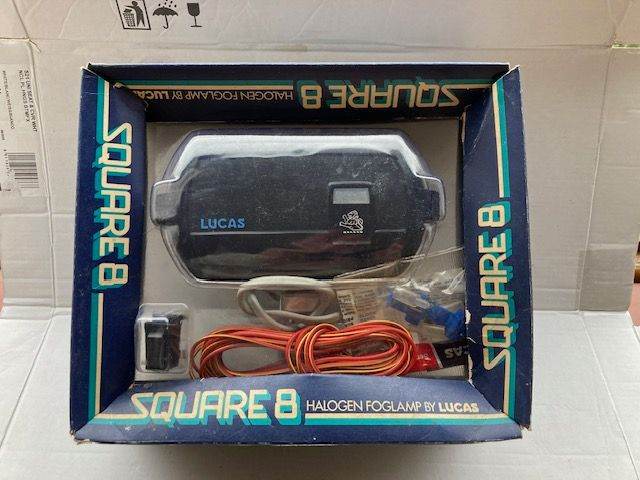 SQUARE 8
HALOGEN FOGLAMP BY LUCAS
SQUARE 8
LUCAS
SQUARE 8
SQUARE 8 HALOGEN FOGLAMP BY LUCAS